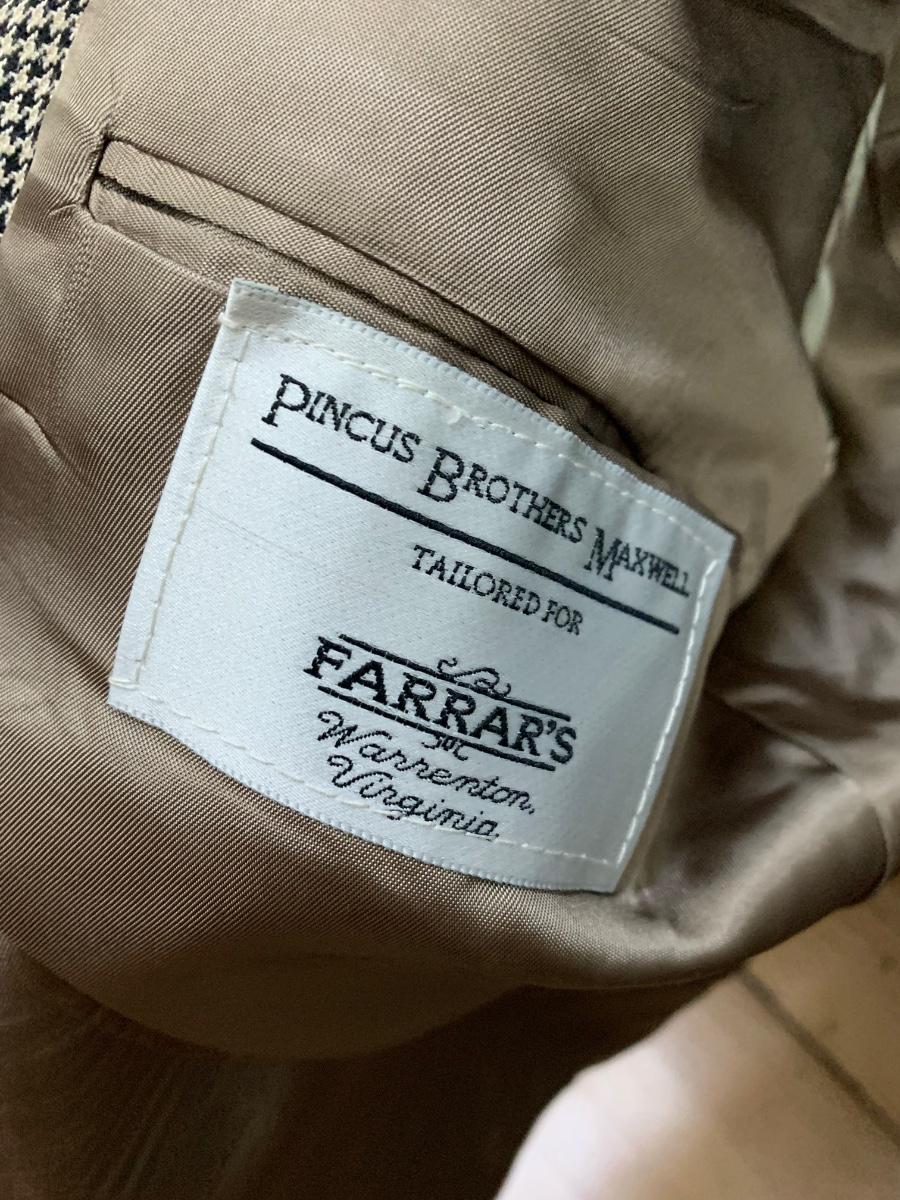 PINCUS BROTHERS MAXWELL
TAILORED FOR
FARRAR'S
Warrenton,
Virginia